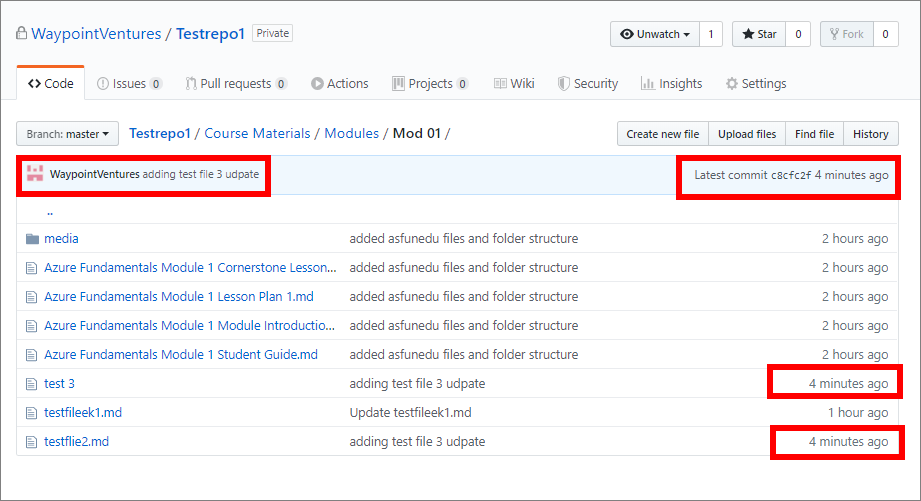 WaypointVentures / Testrepo1 Private Unwatch 1 Star 0 Fork 0
Code Issues 0 Pull requests 0 Actions Projects 0 Wiki Security Insights Settings
Branch: master Testrepo1 / Course Materials / Modules / Mod 01 / Create new file Upload files Find file History
WaypointVentures adding test file 3 udpate Latest commit c8cfc2f 4 minutes ago
..
media added asfunedu files and folder structure 2 hours ago
Azure Fundamentals Module 1 Cornerstone Lesson... added asfunedu files and folder structure 2 hours ago
Azure Fundamentals Module 1 Lesson Plan 1.md added asfunedu files and folder structure 2 hours ago
Azure Fundamentals Module 1 Module Introductio... added asfunedu files and folder structure 2 hours ago
Azure Fundamentals Module 1 Student Guide.md added asfunedu files and folder structure 2 hours ago
test 3 adding test file 3 udpate 4 minutes ago
testfileek1.md Update testfileek1.md 1 hour ago
testflie2.md adding test file 3 udpate 4 minutes ago